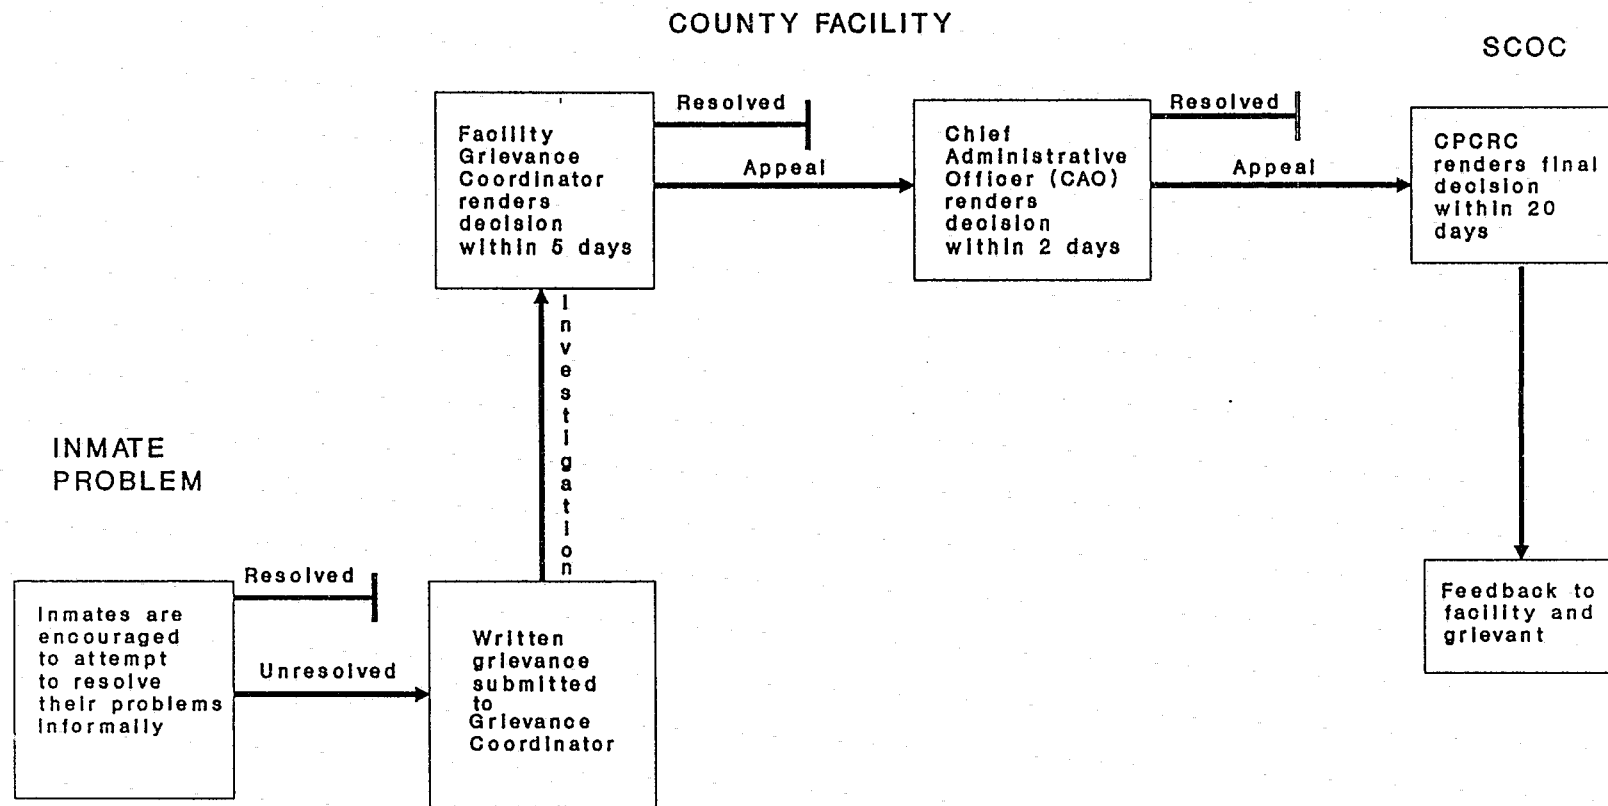 COUNTY FACILITY
SCOC
Facility
Grievance
Coordinator
renders
decision
within 5 days
Resolved
Appeal
Chief
Administrative
Officer (CAO)
renders
decision
within 2 days
Resolved
Appeal
CPCRC
renders final
decision
within 20
days
Investigation
INMATE
PROBLEM
Inmates are
encouraged
to attempt
to resolve
their problems
informally
Resolved
Unresolved
Written
grievance
submitted
to
Grievance
Coordinator
Feedback to
facility and
grievant